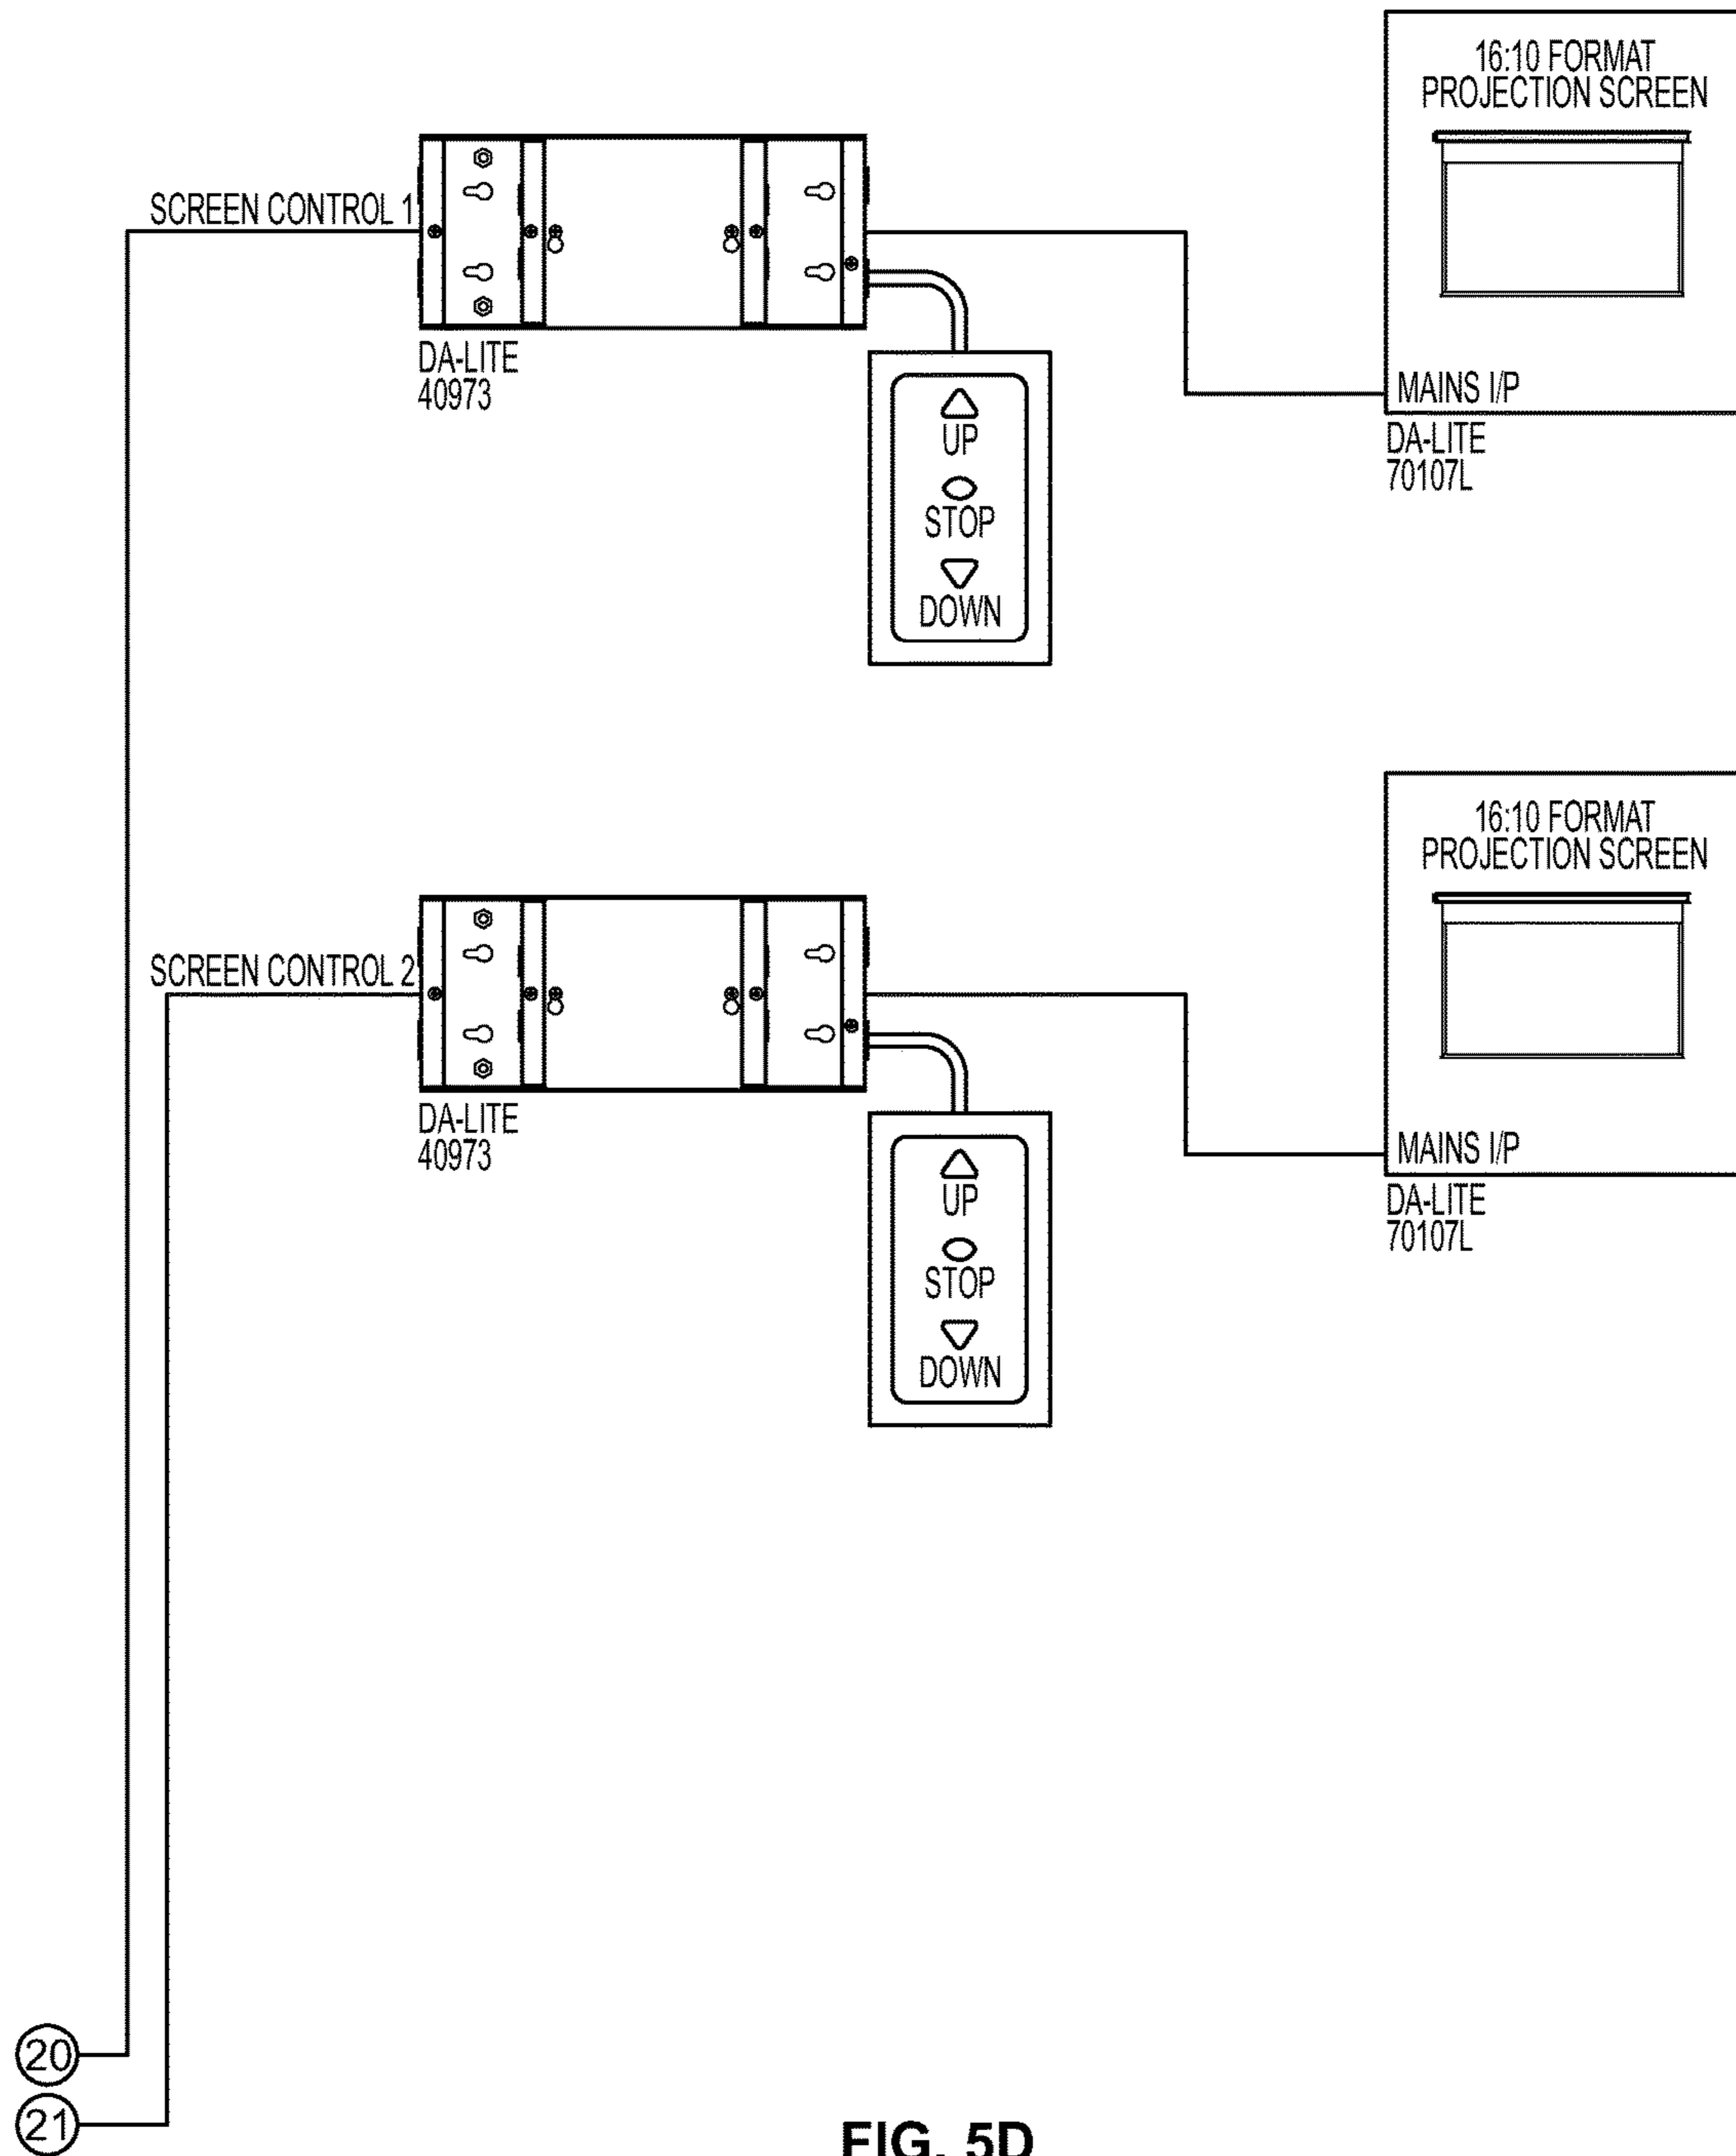 16:10 FORMAT
PROJECTION SCREEN
SCREEN CONTROL 1
DA-LITE
40973
MAINS I/P
DA-LITE
70107L
UP
STOP
DOWN
16:10 FORMAT
PROJECTION SCREEN
SCREEN CONTROL 2
DA-LITE
40973
MAINS I/P
DA-LITE
70107L
UP
STOP
DOWN
20
21
FIG. 5D